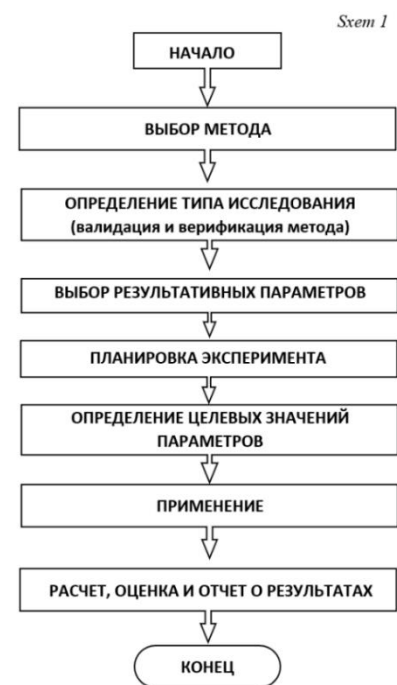 Sxem 1
НАЧАЛО
ВЫБОР МЕТОДА
ОПРЕДЕЛЕНИЕ ТИПА ИССЛЕДОВАНИЯ
(валидация и верификация метода)
ВЫБОР РЕЗУЛЬТАТИВНЫХ ПАРАМЕТРОВ
ПЛАНИРОВКА ЭКСПЕРИМЕНТА
ОПРЕДЕЛЕНИЕ ЦЕЛЕВЫХ ЗНАЧЕНИЙ
ПАРАМЕТРОВ
ПРИМЕНЕНИЕ
РАСЧЕТ, ОЦЕНКА И ОТЧЕТ О РЕЗУЛЬТАТАХ
КОНЕЦ